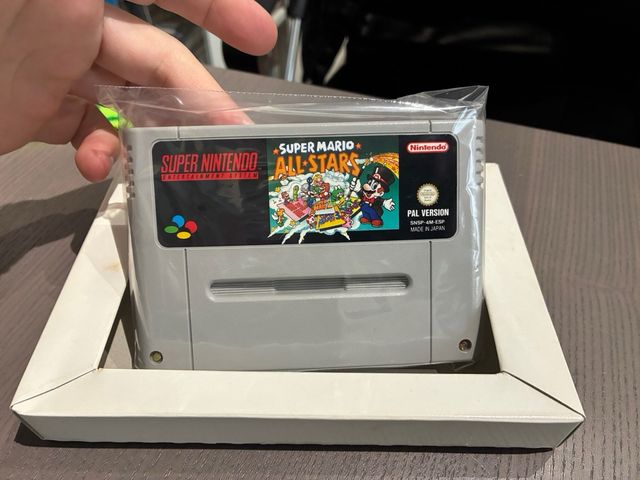 SUPER NINTENDO
ENTERTAINMENT SYSTEM
SUPER MARIO
ALL★STARS
Nintendo
PAL VERSION
SNSP-4M-ESP
MADE IN JAPAN